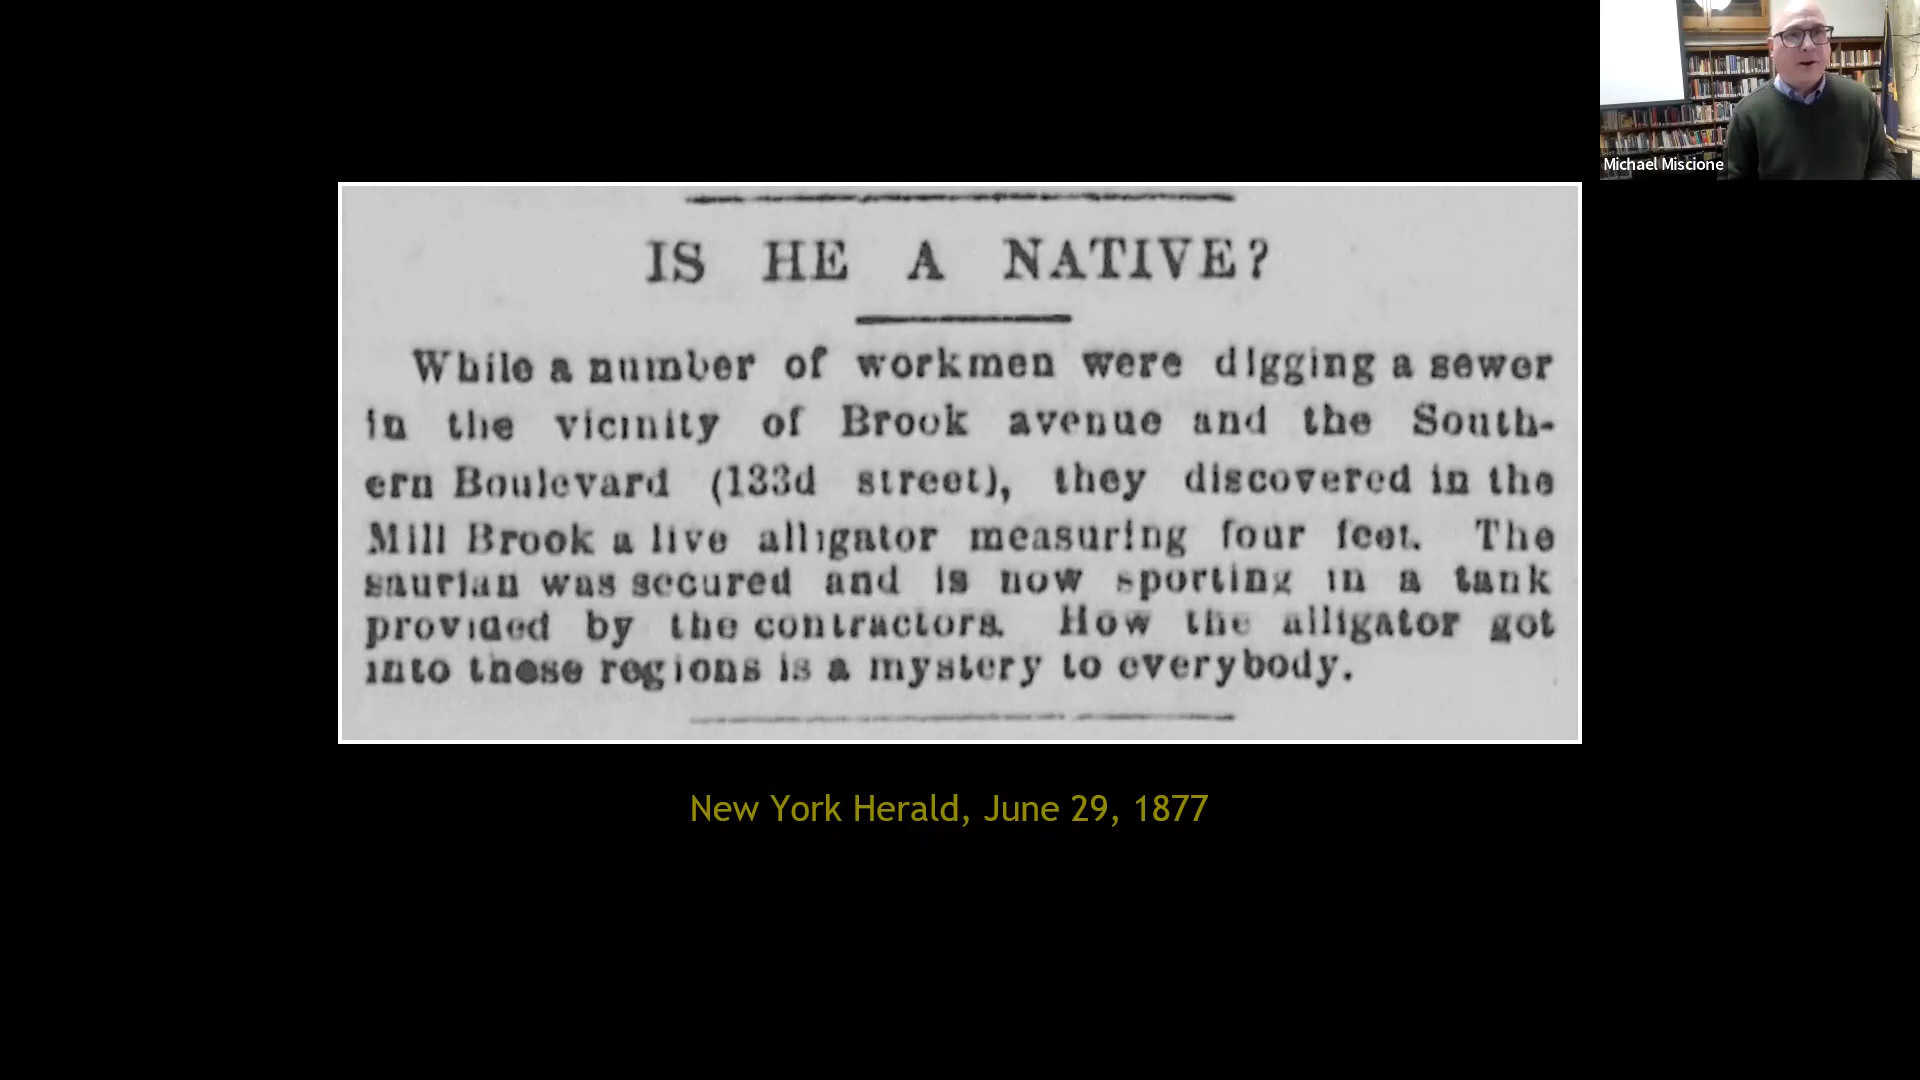 Michael Miscione
IS HE A NATIVE?
While a number of workmen were digging a sewer
in the vicinity of Brook avenue and the South-
ern Boulevard (133d street), they discovered in the
Mill Brook a live alligator measuring four feet. The
saurian was secured and is now sporting in a tank
provided by the contractors. How the alligator got
into these regions is a mystery to everybody.
New York Herald, June 29, 1877